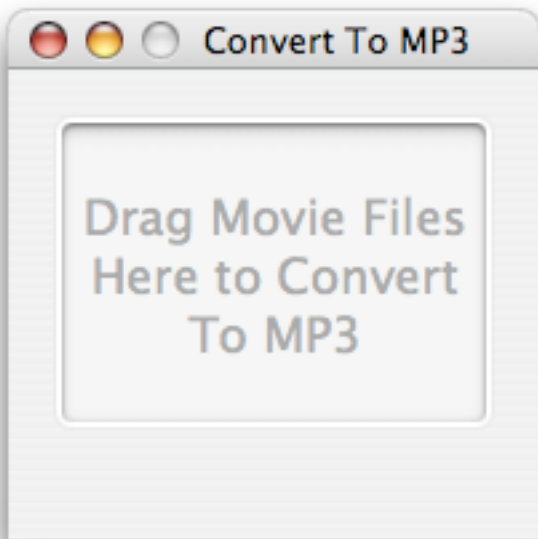 Convert To MP3
Drag Movie Files
Here to Convert
To MP3